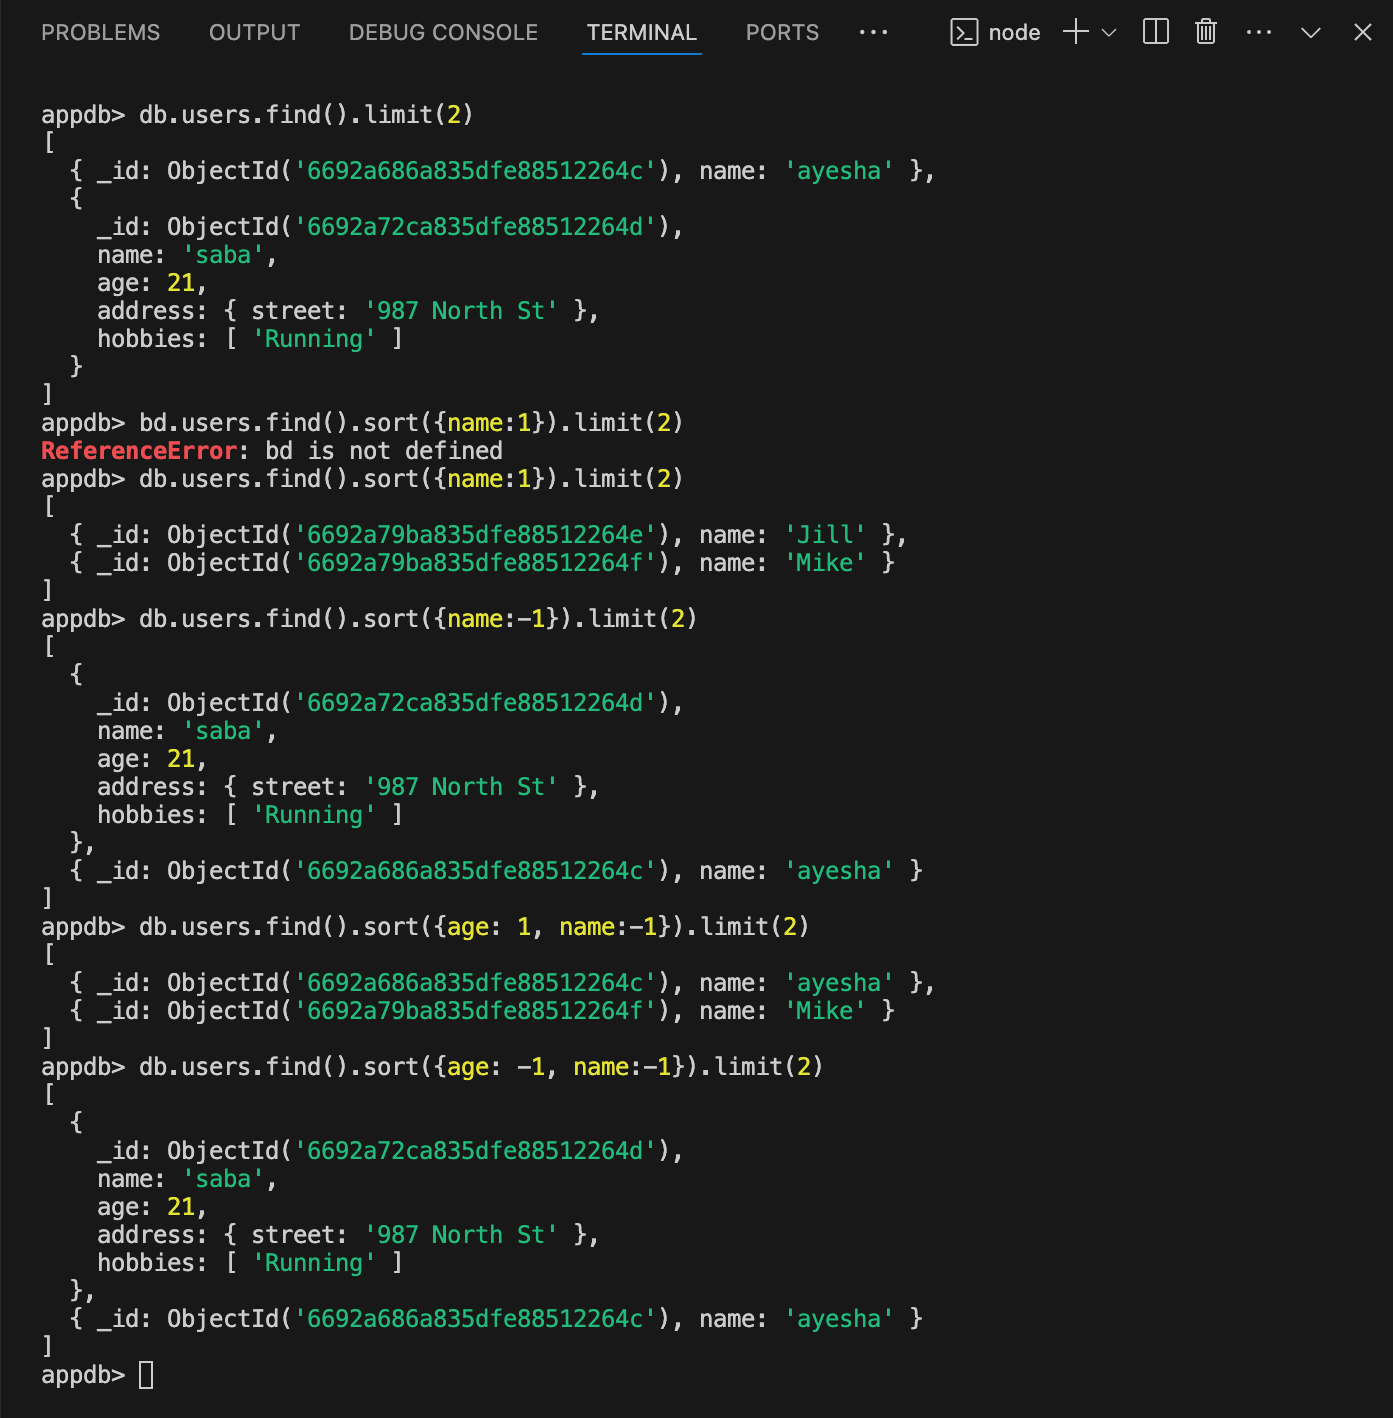 PROBLEMS OUTPUT DEBUG CONSOLE TERMINAL PORTS ··· node ···
appdb> db.users.find().limit(2)
[
  { _id: ObjectId('6692a686a835dfe88512264c'), name: 'ayesha' },
  {
    _id: ObjectId('6692a72ca835dfe88512264d'),
    name: 'saba',
    age: 21,
    address: { street: '987 North St' },
    hobbies: [ 'Running' ]
  }
]
appdb> bd.users.find().sort({name:1}).limit(2)
ReferenceError: bd is not defined
appdb> db.users.find().sort({name:1}).limit(2)
[
  { _id: ObjectId('6692a79ba835dfe88512264e'), name: 'Jill' },
  { _id: ObjectId('6692a79ba835dfe88512264f'), name: 'Mike' }
]
appdb> db.users.find().sort({name:-1}).limit(2)
[
  {
    _id: ObjectId('6692a72ca835dfe88512264d'),
    name: 'saba',
    age: 21,
    address: { street: '987 North St' },
    hobbies: [ 'Running' ]
  },
  { _id: ObjectId('6692a686a835dfe88512264c'), name: 'ayesha' }
]
appdb> db.users.find().sort({age: 1, name:-1}).limit(2)
[
  { _id: ObjectId('6692a686a835dfe88512264c'), name: 'ayesha' },
  { _id: ObjectId('6692a79ba835dfe88512264f'), name: 'Mike' }
]
appdb> db.users.find().sort({age: -1, name:-1}).limit(2)
[
  {
    _id: ObjectId('6692a72ca835dfe88512264d'),
    name: 'saba',
    age: 21,
    address: { street: '987 North St' },
    hobbies: [ 'Running' ]
  },
  { _id: ObjectId('6692a686a835dfe88512264c'), name: 'ayesha' }
]
appdb>